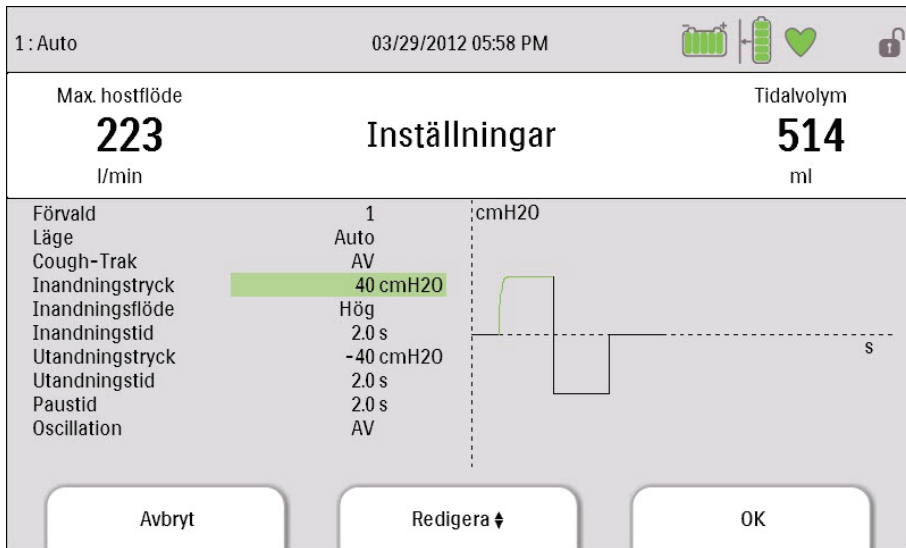 1 : Auto 03/29/2012 05:58 PM
Max. hostflöde
223
l/min
Inställningar
Tidalvolym
514
ml
Förvald 1
Läge Auto
Cough-Trak AV
Inandningstryck 40 cmH2O
Inandningsflöde Hög
Inandningstid 2.0 s
Utandningstryck -40 cmH2O
Utandningstid 2.0 s
Paustid 2.0 s
Oscillation AV
cmH2O
s
Avbryt Redigera OK